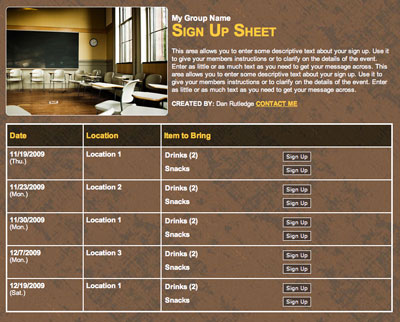 My Group Name
SIGN UP SHEET
This area allows you to enter some descriptive text about your sign up. Use it
to give your members instructions or to clarify on the details of the event.
Enter as little or as much text as you need to get your message across. This
area allows you to enter some descriptive text about your sign up. Use it to
give your members instructions or to clarify on the details of the event. Enter
as little or as much text as you need to get your message across.
CREATED BY: Dan Rutledge CONTACT ME
Date Location Item to Bring
11/19/2009 Location 1 Drinks (2) Sign Up
(Thu.)
Snacks Sign Up
11/23/2009 Location 2 Drinks (2) Sign Up
(Mon.)
Snacks Sign Up
11/30/2009 Location 1 Drinks (2) Sign Up
(Mon.)
Snacks Sign Up
12/7/2009 Location 3 Drinks (2) Sign Up
(Mon.)
Snacks Sign Up
12/19/2009 Location 1 Drinks (2) Sign Up
(Sat.)
Snacks Sign Up